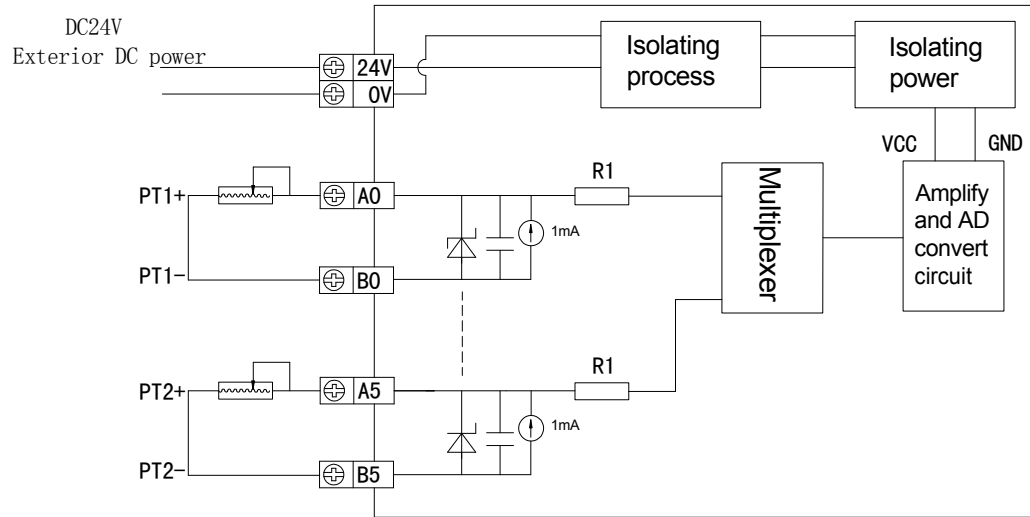 DC24V
Exterior DC power
24V
0V
Isolating
process
Isolating
power
VCC
GND
PT1+
A0
R1
1mA
PT1-
B0
Multiplexer
Amplify
and AD
convert
circuit
PT2+
A5
R1
1mA
PT2-
B5